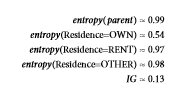 entropy(parent) ≈ 0.99
entropy(Residence=OWN) ≈ 0.54
entropy(Residence=RENT) ≈ 0.97
entropy(Residence=OTHER) ≈ 0.98
IG ≈ 0.13